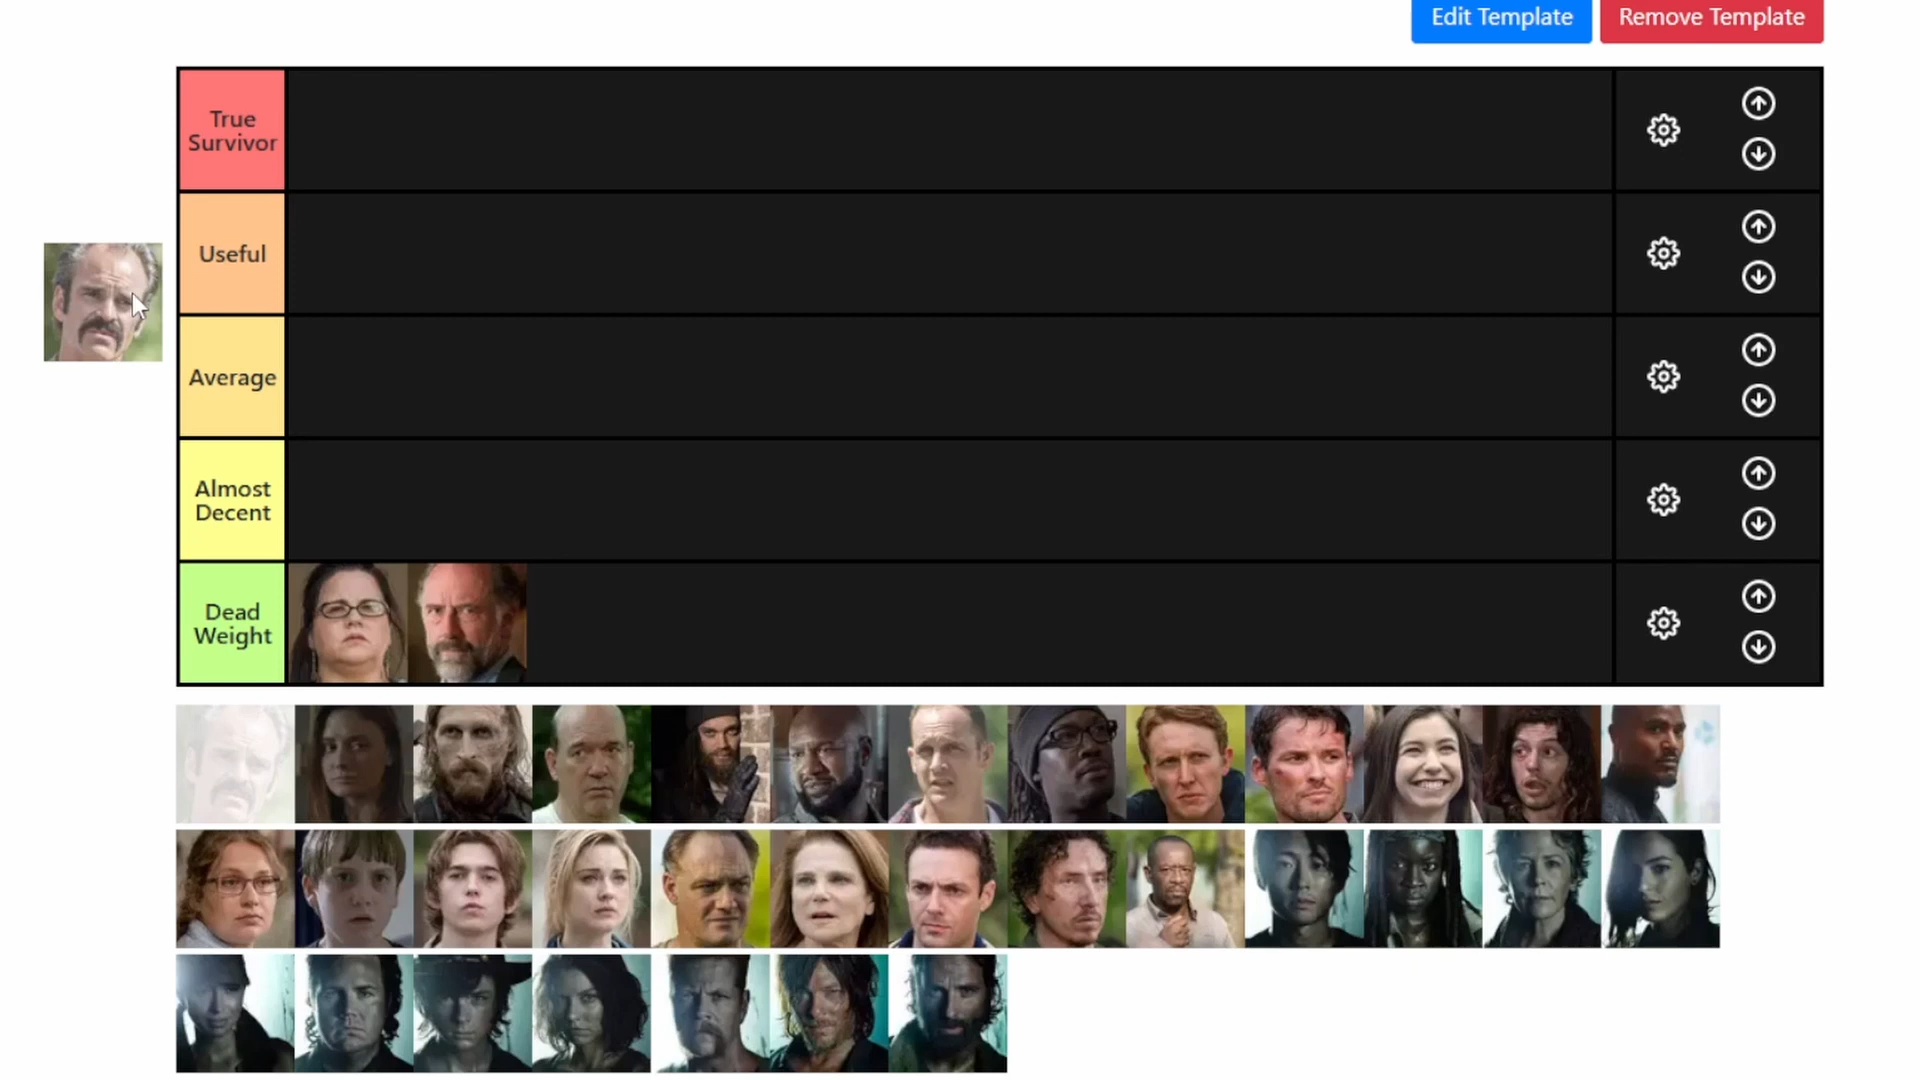 Edit Template
Remove Template
True
Survivor
Useful
Average
Almost
Decent
Dead
Weight